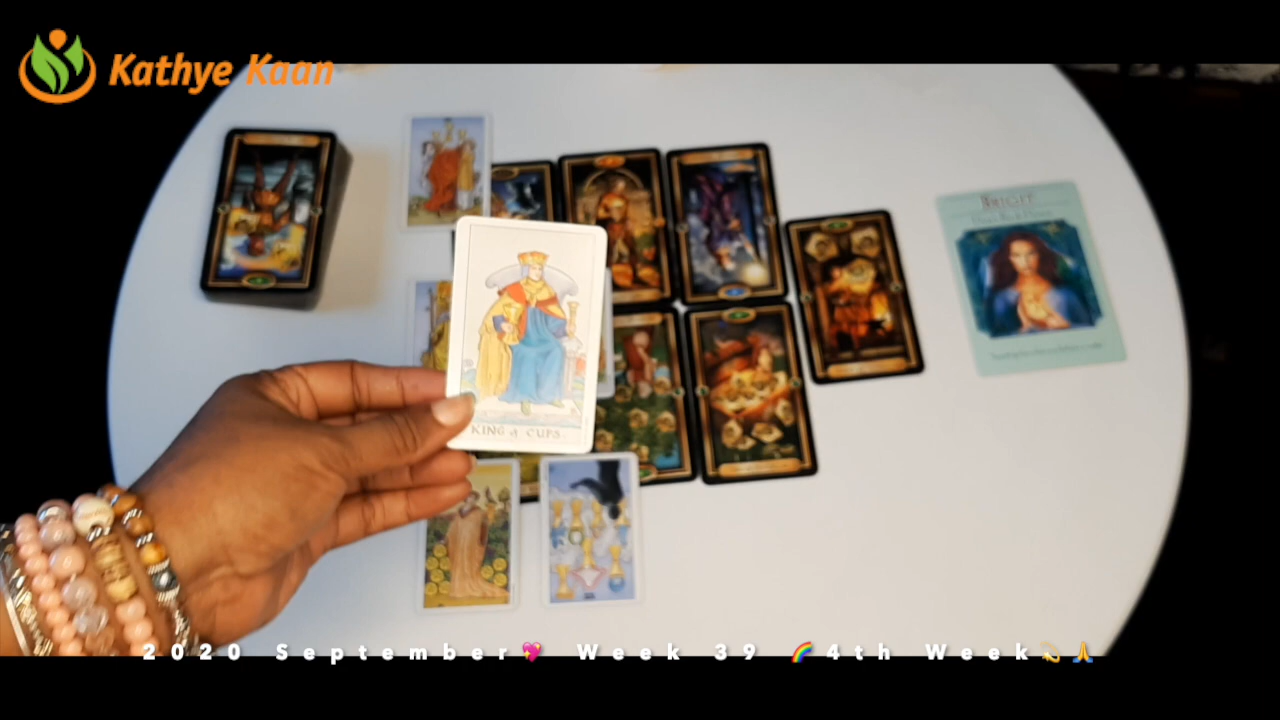 Kathye Kaan
BRIGIT
KING of CUPS
2020 September💖 Week 39 🌈4th Week💫🙏